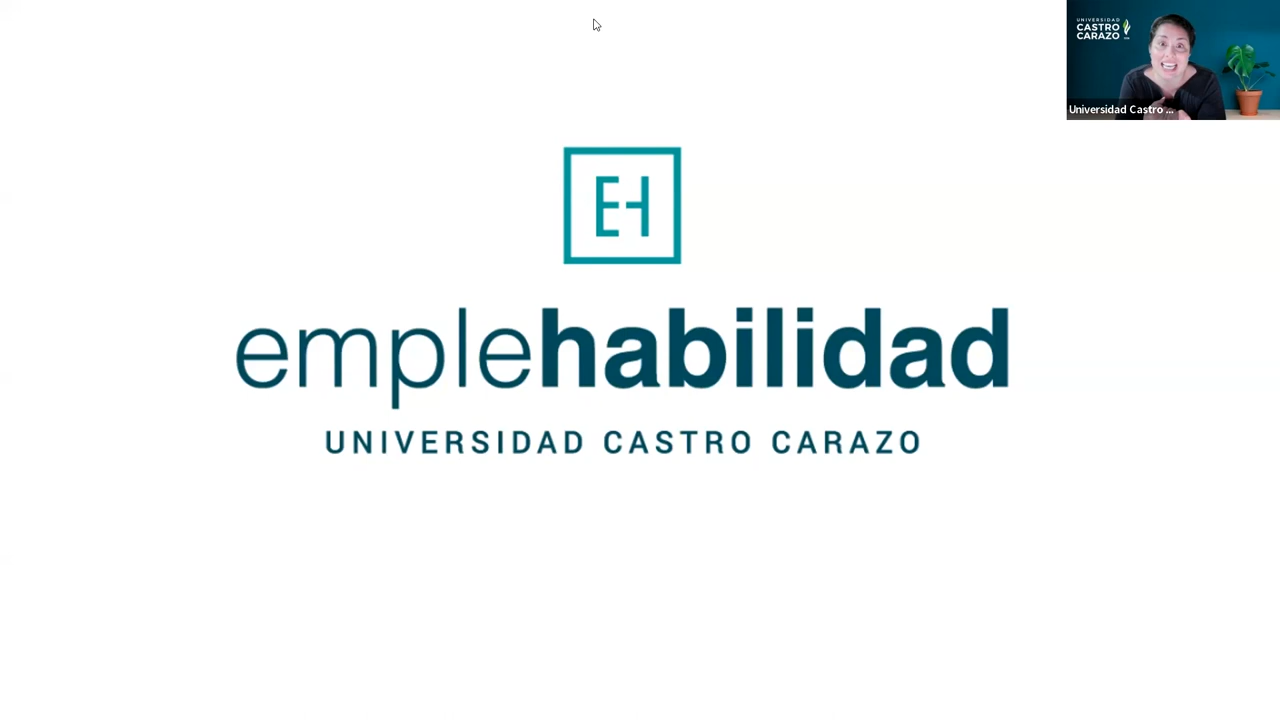 EH
emplehabilidad
UNIVERSIDAD CASTRO CARAZO
UNIVERSIDAD
CASTRO
CARAZO
Universidad Castro ...